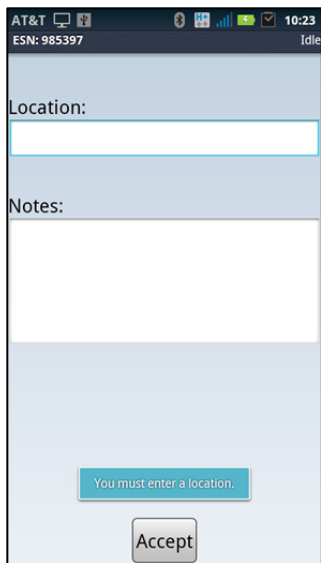 AT&T 10:23
ESN: 985397 Idle
Location:
Notes:
You must enter a location.
Accept